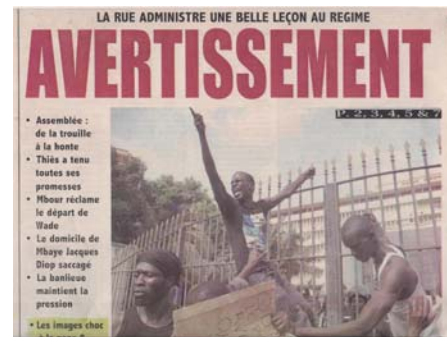 LA RUE ADMINISTRE UNE BELLE LEÇON AU REGIME
AVERTISSEMENT
P. 2, 3, 4, 5 & 7
• Assemblée :
de la trouille
à la honte
• Thiès a tenu
toutes ses
promesses
• Mbour réclame
le départ de
Wade
• Le domicile de
Mbaye Jacques
Diop saccagé
• La banlieue
maintient la
pression
• Les images choc